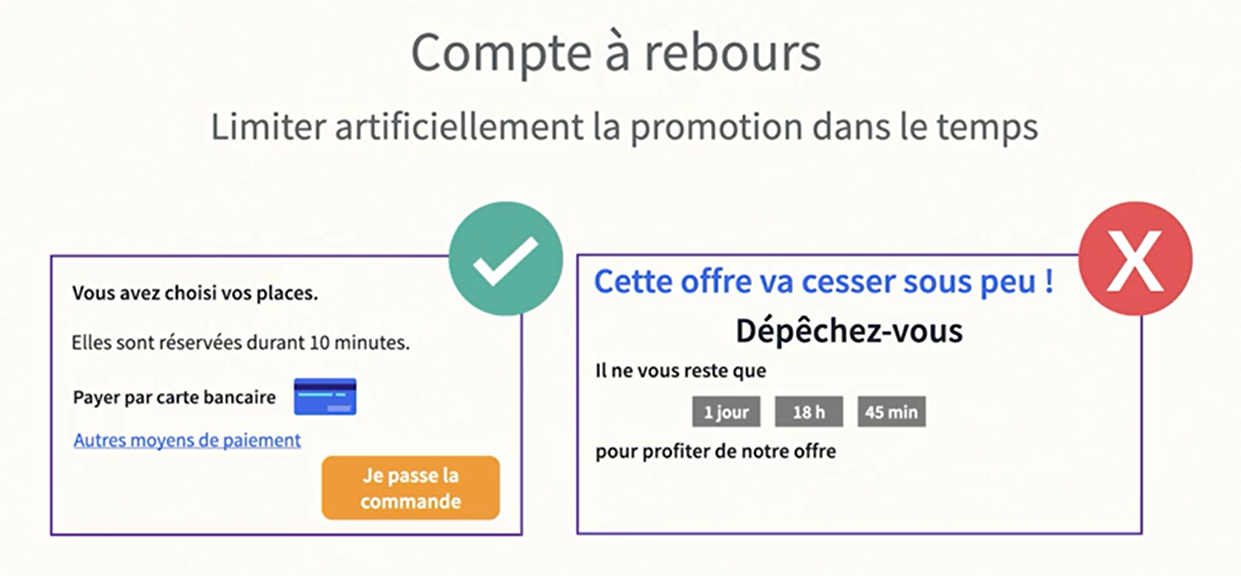 Compte à rebours
Limiter artificiellement la promotion dans le temps
Vous avez choisi vos places.
Elles sont réservées durant 10 minutes.
Payer par carte bancaire
Autres moyens de paiement
Je passe la
commande
X
Cette offre va cesser sous peu !
Dépêchez-vous
Il ne vous reste que
1 jour 18 h 45 min
pour profiter de notre offre